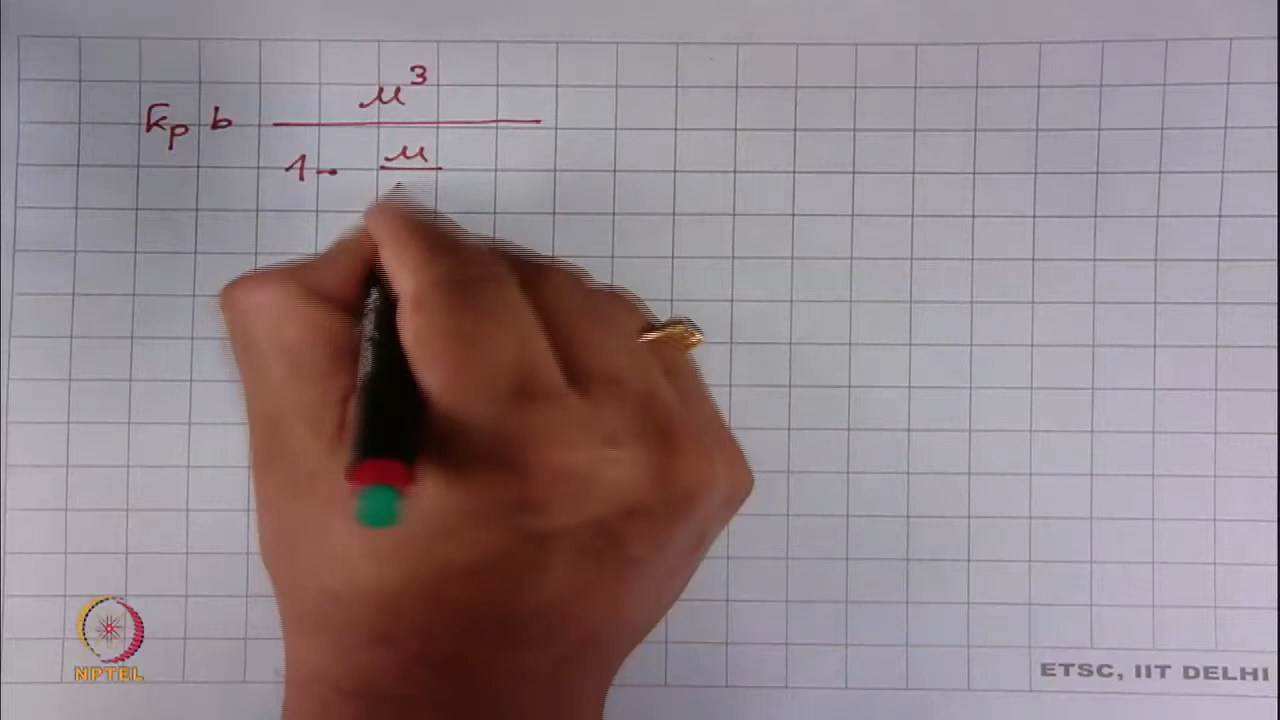 kp b μ³
1- μ
NPTEL
ETSC, IIT DELHI